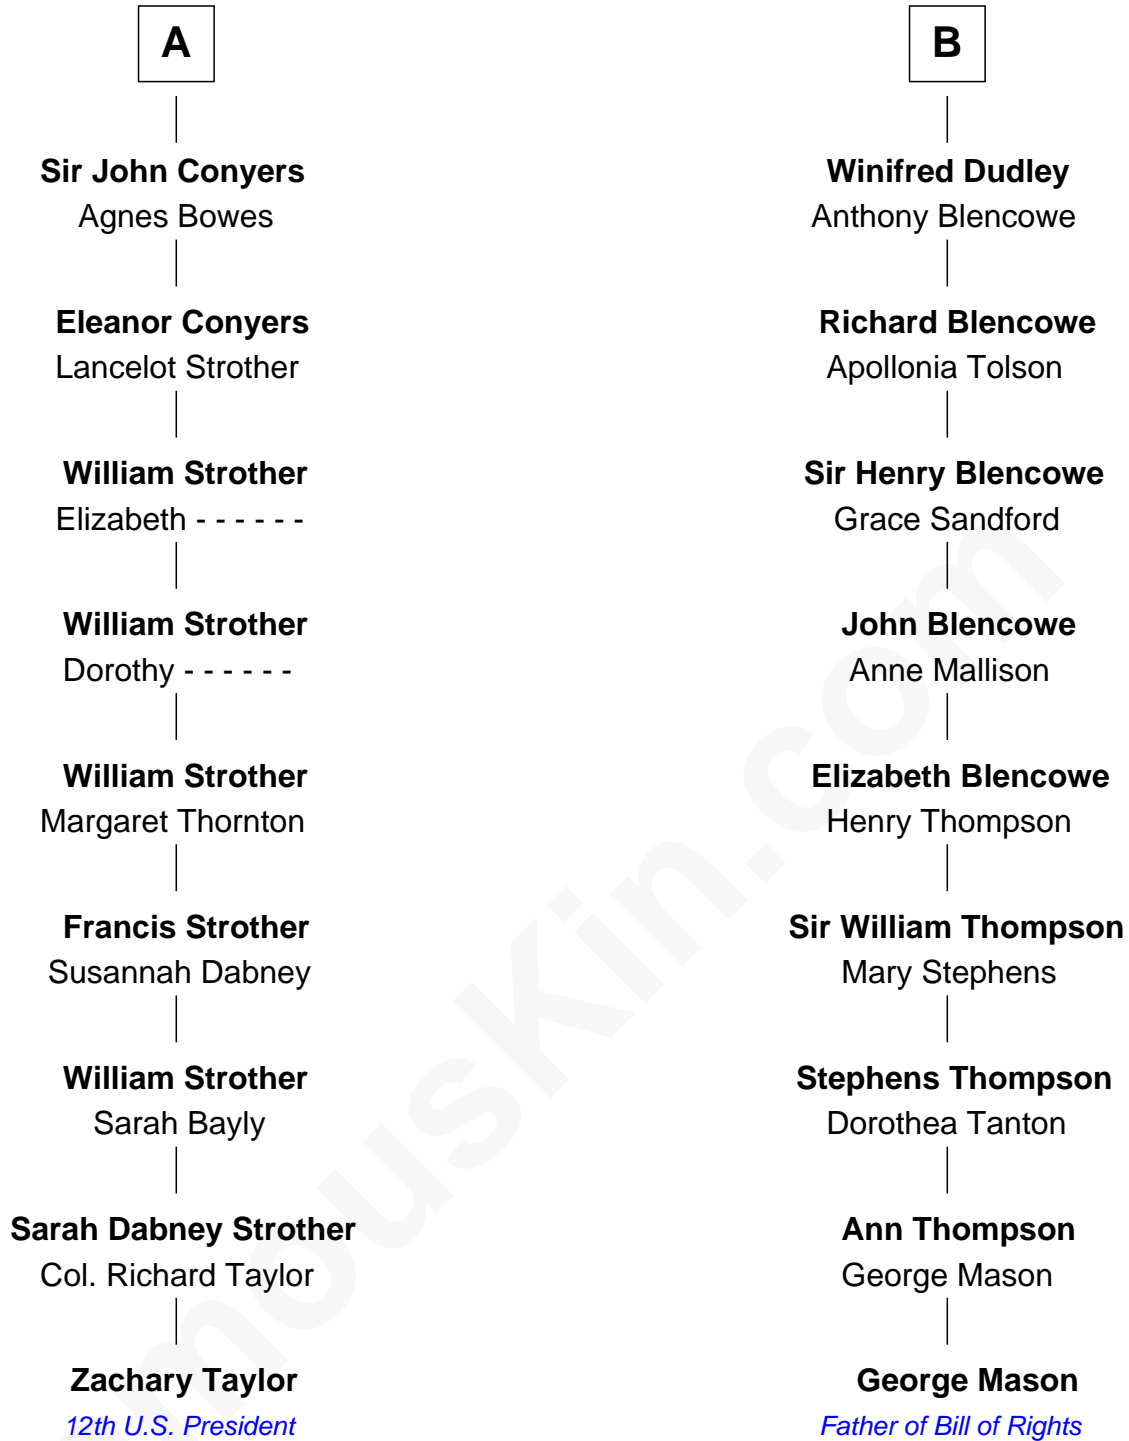 A
Sir John Conyers
Agnes Bowes
Eleanor Conyers
Lancelot Strother
William Strother
Elizabeth - - - - - -
William Strother
Dorothy - - - - - -
William Strother
Margaret Thornton
Francis Strother
Susannah Dabney
William Strother
Sarah Bayly
Sarah Dabney Strother
Col. Richard Taylor
Zachary Taylor
12th U.S. President
B
Winifred Dudley
Anthony Blencowe
Richard Blencowe
Apollonia Tolson
Sir Henry Blencowe
Grace Sandford
John Blencowe
Anne Mallison
Elizabeth Blencowe
Henry Thompson
Sir William Thompson
Mary Stephens
Stephens Thompson
Dorothea Tanton
Ann Thompson
George Mason
George Mason
Father of Bill of Rights
mousKin.com